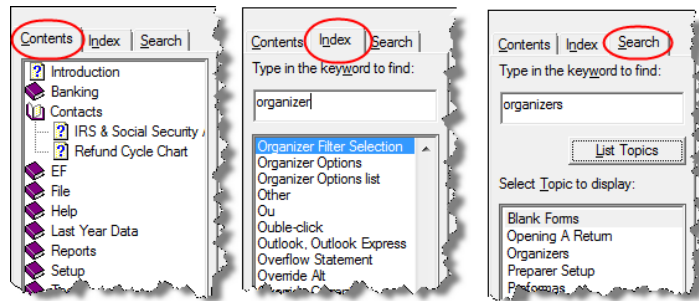 Contents Index Search
Introduction
Banking
Contacts
IRS & Social Security
Refund Cycle Chart
EF
File
Help
Last Year Data
Reports
Setup
Contents Index Search
Type in the keyword to find:
organizer
Organizer Filter Selection
Organizer Options
Organizer Options list
Other
Ou
Ouble-click
Outlook, Outlook Express
Overflow Statement
Override Alt
Contents Index Search
Type in the keyword to find:
organizers
List Topics
Select Topic to display:
Blank Forms
Opening A Return
Organizers
Preparer Setup
Proformas